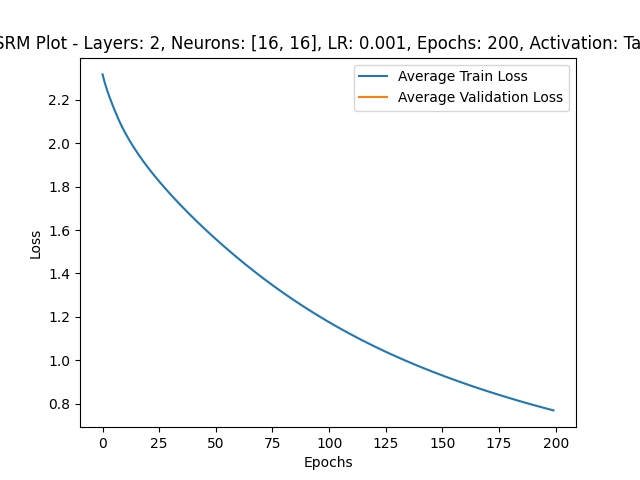 SRM Plot - Layers: 2, Neurons: [16, 16], LR: 0.001, Epochs: 200, Activation:
Average Train Loss
Average Validation Loss
Loss
2.2
2.0
1.8
1.6
1.4
1.2
1.0
0.8
0 25 50 75 100 125 150 175 200
Epochs